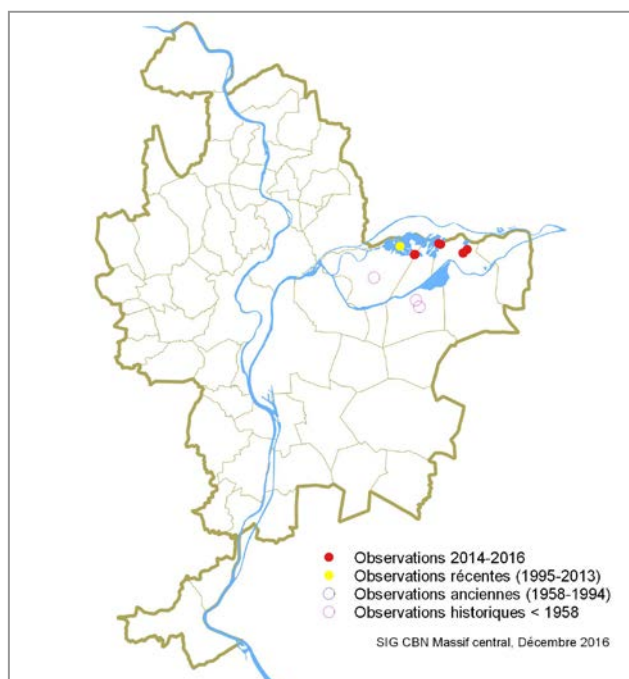 Observations 2014-2016
Observations récentes (1995-2013)
Observations anciennes (1958-1994)
Observations historiques < 1958
SIG CBN Massif central, Décembre 2016